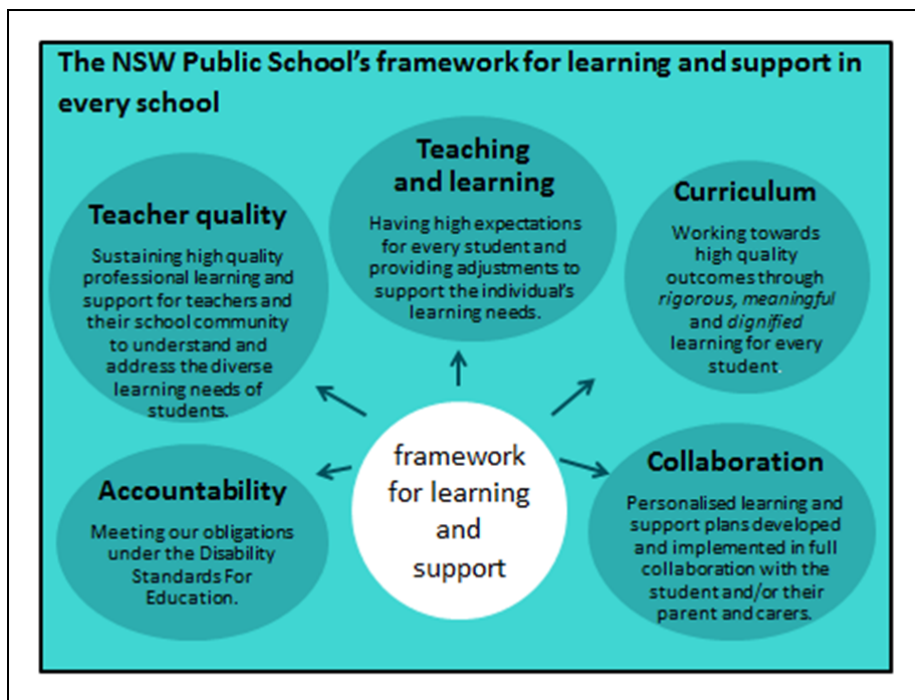 The NSW Public School's framework for learning and support in
every school
Teaching
and learning
Having high expectations
for every student and
providing adjustments to
support the individual's
learning needs.
Teacher quality
Sustaining high quality
professional learning and
support for teachers and
their school community
to understand and
address the diverse
learning needs of
students.
Curriculum
Working towards
high quality
outcomes through
rigorous, meaningful
and dignified
learning for every
student.
Accountability
Meeting our obligations
under the Disability
Standards For
Education.
framework
for learning
and
support
Collaboration
Personalised learning and
support plans developed
and implemented in full
collaboration with the
student and/or their
parent and carers.